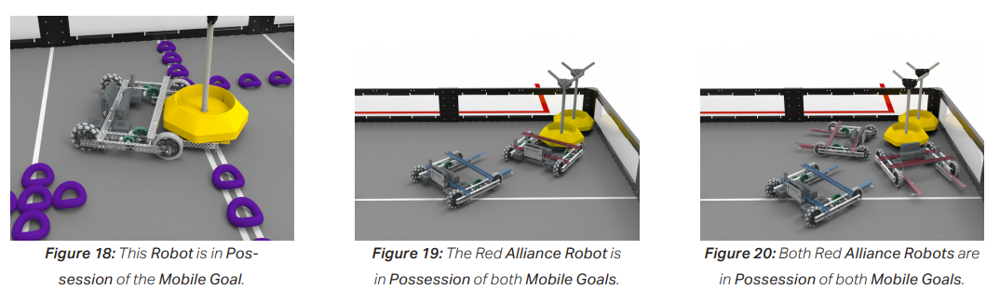 Figure 18: This Robot is in Pos-
session of the Mobile Goal.
Figure 19: The Red Alliance Robot is
in Possession of both Mobile Goals.
Figure 20: Both Red Alliance Robots are
in Possession of both Mobile Goals.